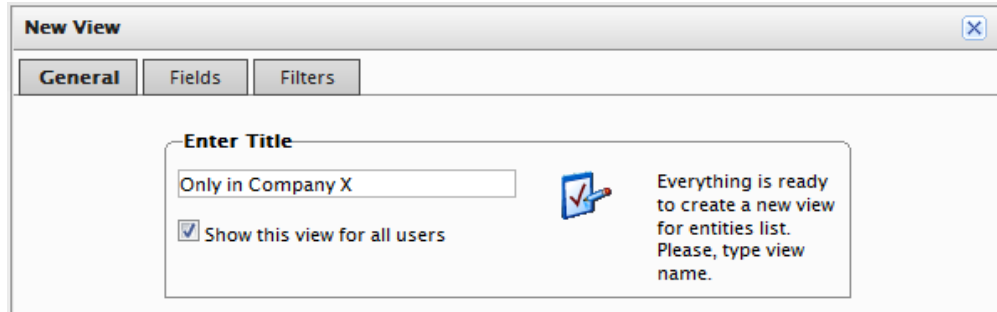 New View
General Fields Filters
Enter Title
Only in Company X
Show this view for all users
Everything is ready
to create a new view
for entities list.
Please, type view
name.